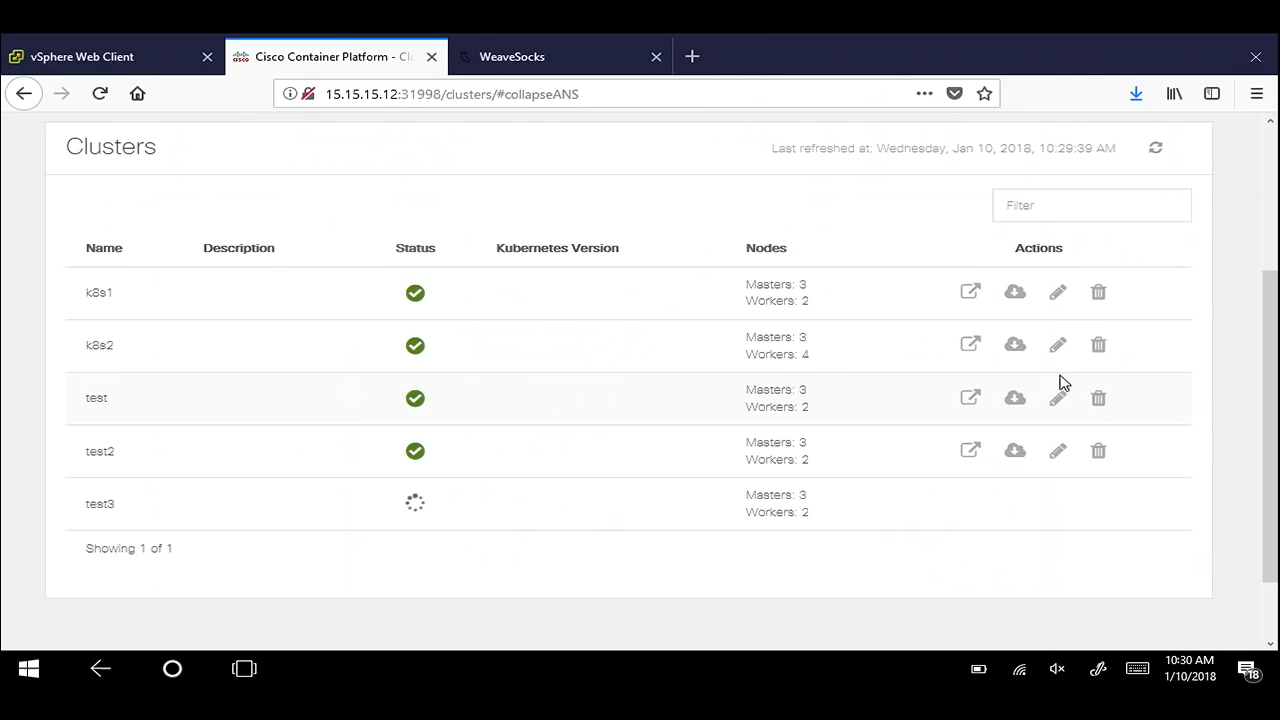 vSphere Web Client
Cisco Container Platform - Clu
WeaveSocks
15.15.15.12:31998/clusters/#collapseANS
Clusters
Last refreshed at: Wednesday, Jan 10, 2018, 10:29:39 AM
Filter
Name Description Status Kubernetes Version Nodes Actions
k8s1 Masters: 3
Workers: 2
k8s2 Masters: 3
Workers: 4
test Masters: 3
Workers: 2
test2 Masters: 3
Workers: 2
test3 Masters: 3
Workers: 2
Showing 1 of 1
10:30 AM
1/10/2018
18